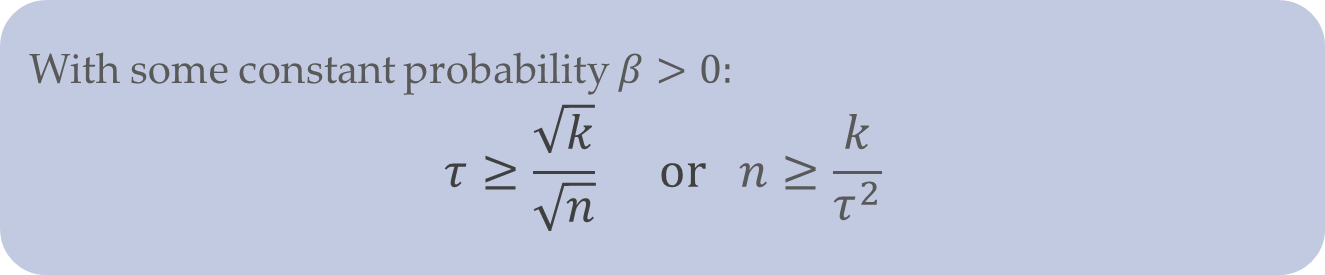 With some constant probability β > 0:
τ ≥ √k/√n or n ≥ k/τ²